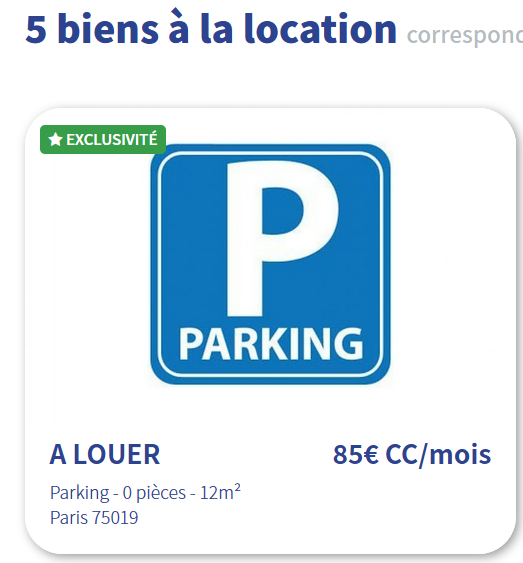 5 biens à la location
EXCLUSIVITÉ
P
PARKING
A LOUER 85€ CC/mois
Parking - 0 pièces - 12m²
Paris 75019